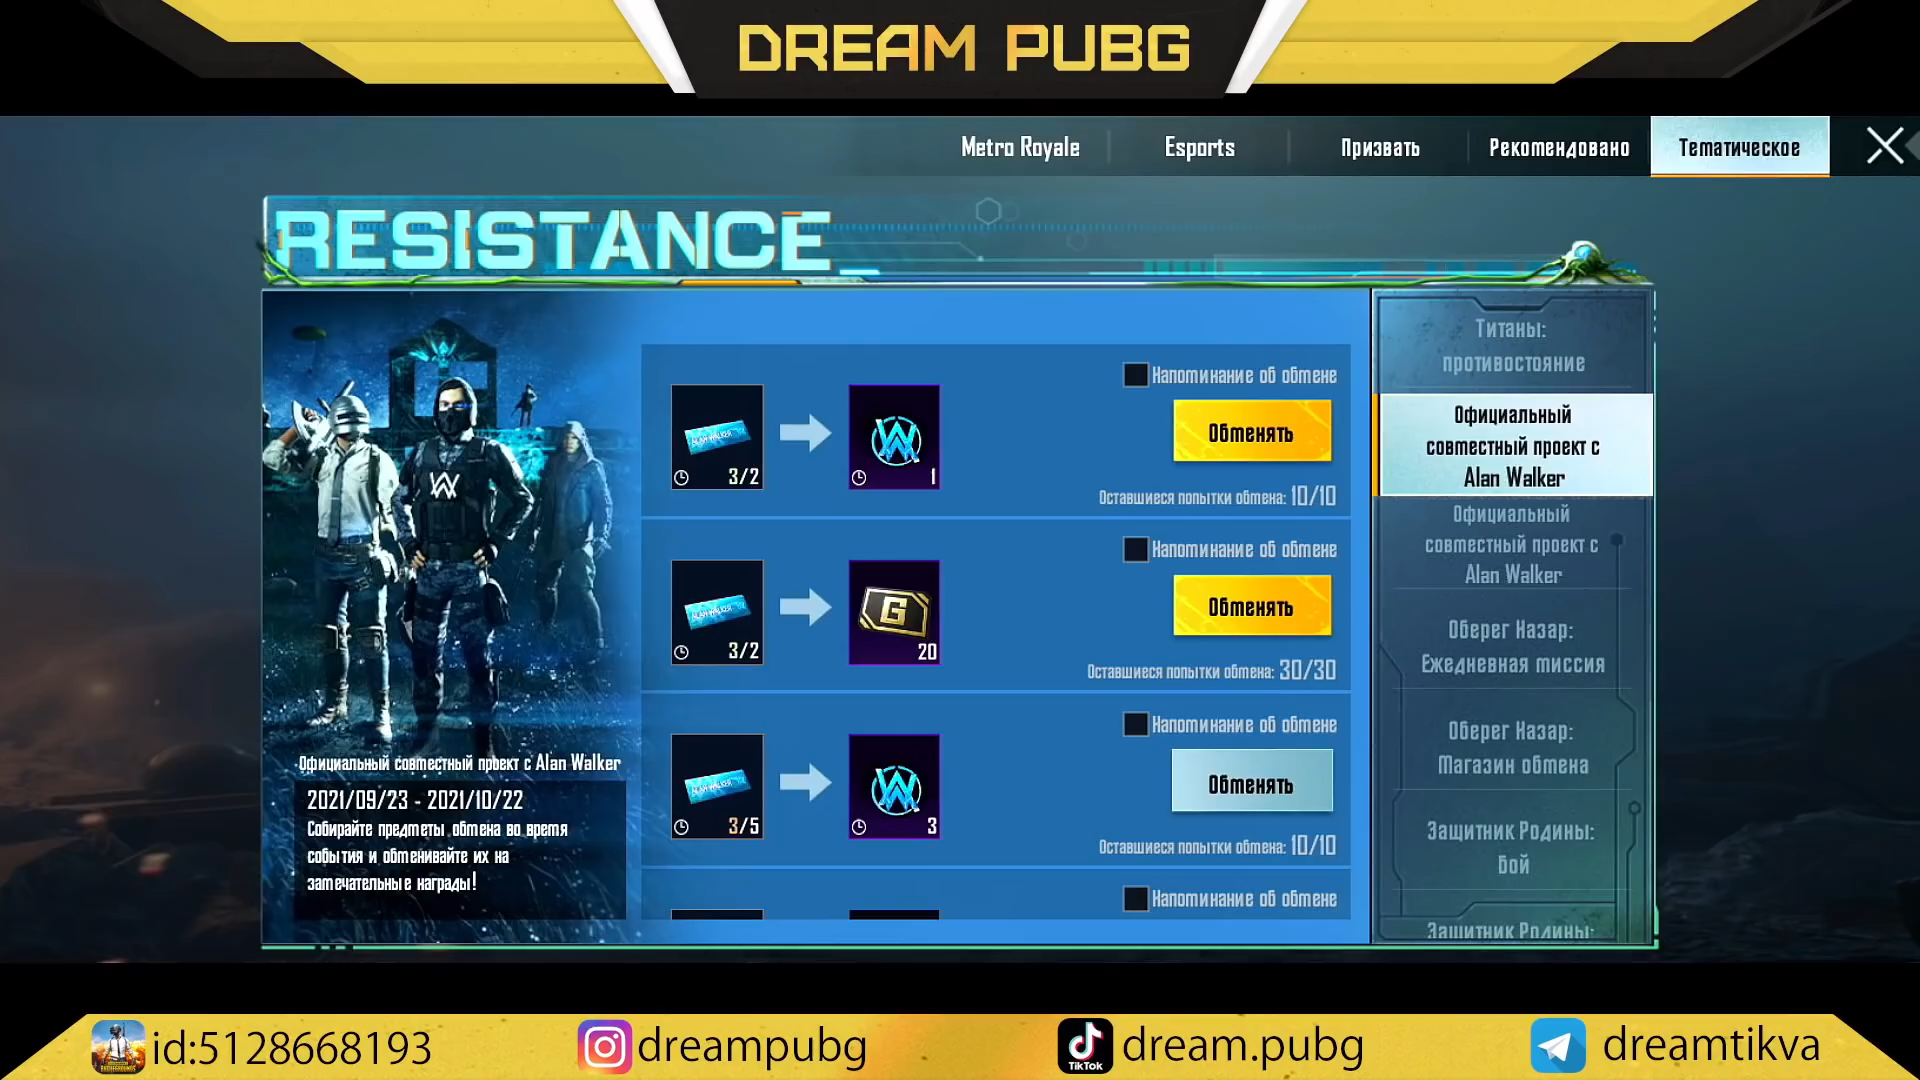 DREAM PUBG
Metro Royale
Esports
Призвать
Рекомендовано
Тематическое
RESISTANCE_
Напоминание об обмене
3/2
1
Обменять
Оставшиеся попытки обмена: 10/10
Напоминание об обмене
3/2
G
20
Обменять
Оставшиеся попытки обмена: 30/30
Напоминание об обмене
3/5
3
Обменять
Оставшиеся попытки обмена: 10/10
Напоминание об обмене
Официальный совместный проект с Alan Walker
2021/09/23 - 2021/10/22
Собирайте предметы обмена во время
события и обменивайте их на
замечательные награды!
Титаны:
противостояние
Официальный
совместный проект с
Alan Walker
Официальный
совместный проект с
Alan Walker
Оберег Назар:
Ежедневная миссия
Оберег Назар:
Магазин обмена
Защитник Родины:
бой
Защитник Родины:
id:5128668193
dreampubg
TikTok
dream.pubg
dreamtikva